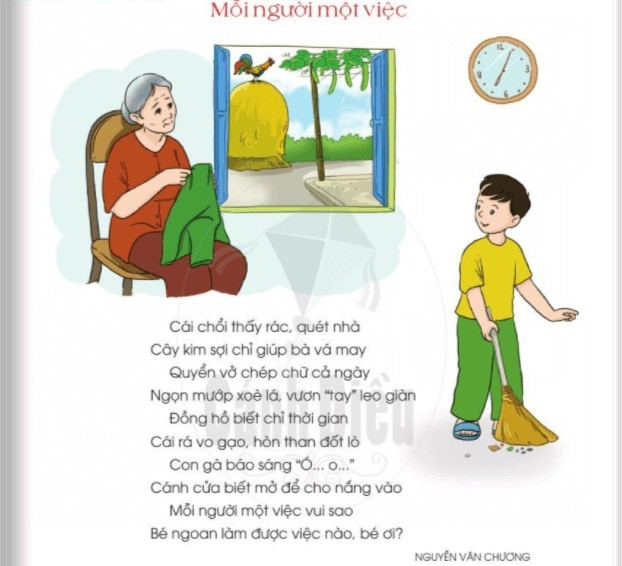 Mỗi người một việc
Cái chổi thấy rác, quét nhà
Cây kim sợi chỉ giúp bà vá may
Quyển vở chép chữ cả ngày
Ngọn mướp xoè lá, vươn “tay” leo giàn
Đồng hồ biết chỉ thời gian
Cái rá vo gạo, hòn than đốt lò
Con gà báo sáng “Ó... o...”
Cánh cửa biết mở để cho nắng vào
Mỗi người một việc vui sao
Bé ngoan làm được việc nào, bé ơi?
NGUYỄN VĂN CHƯƠNG
Cánh Diều